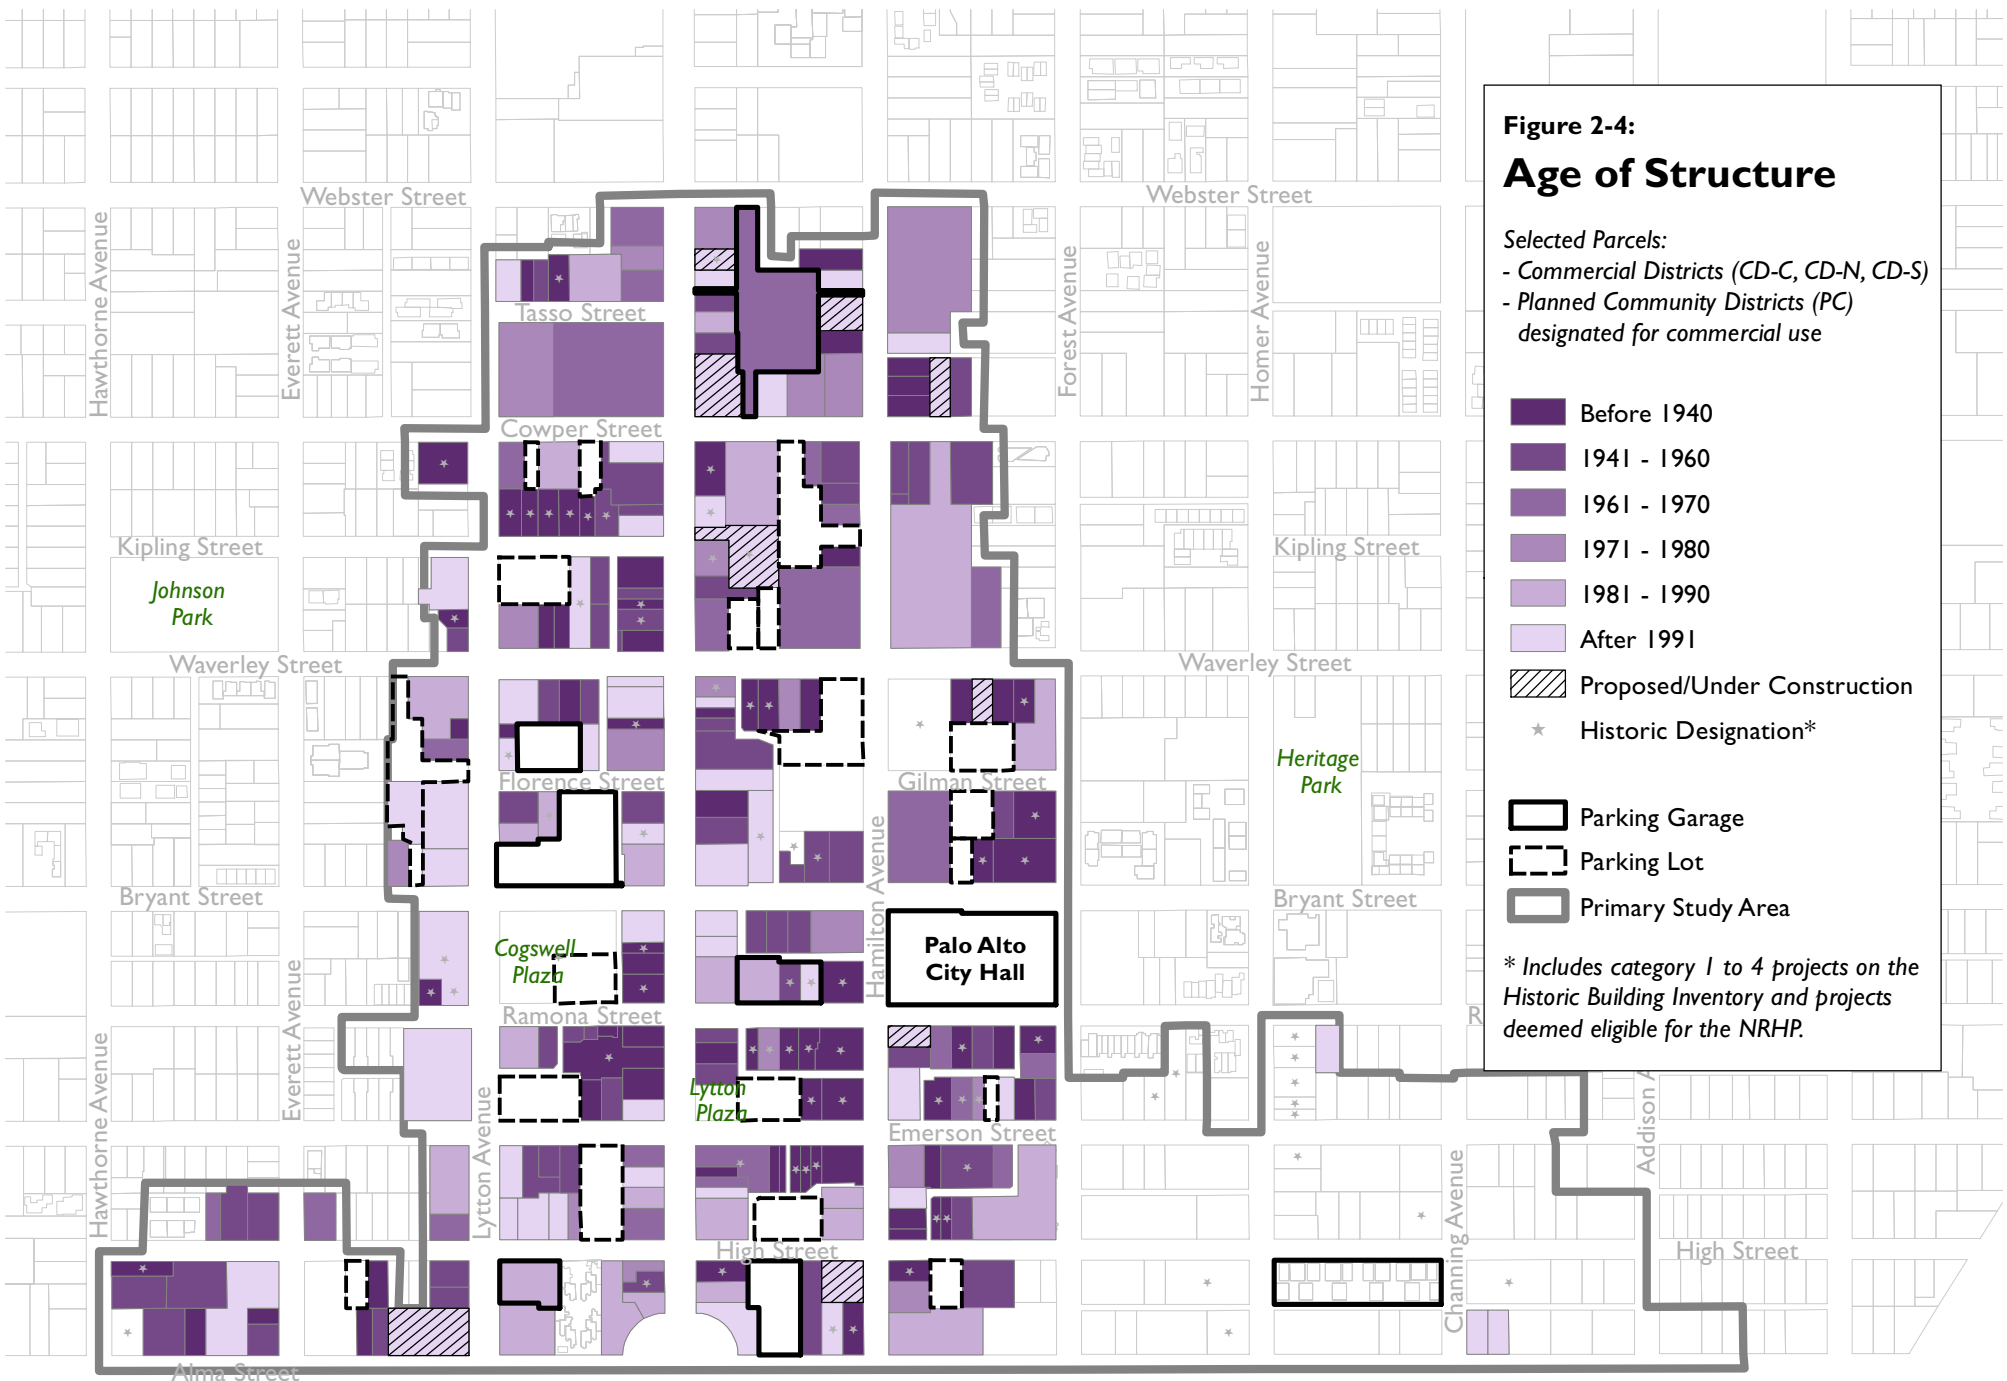 Webster Street
Webster Street
Hawthorne Avenue
Everett Avenue
Tasso Street
Forest Avenue
Homer Avenue
Cowper Street
Kipling Street
Kipling Street
Johnson
Park
Waverley Street
Waverley Street
Florence Street
Gilman Street
Heritage
Park
Hamilton Avenue
Bryant Street
Bryant Street
Cogswell
Plaza
Palo Alto
City Hall
Everett Avenue
Ramona Street
R
Hawthorne Avenue
Lytton
Plaza
Lytton Avenue
Emerson Street
Addison A
Channing Avenue
High Street
High Street
Alma Street
Figure 2-4:
Age of Structure
Selected Parcels:
- Commercial Districts (CD-C, CD-N, CD-S)
- Planned Community Districts (PC)
designated for commercial use
Before 1940
1941 - 1960
1961 - 1970
1971 - 1980
1981 - 1990
After 1991
Proposed/Under Construction
Historic Designation*
Parking Garage
Parking Lot
Primary Study Area
* Includes category 1 to 4 projects on the
Historic Building Inventory and projects
deemed eligible for the NRHP.